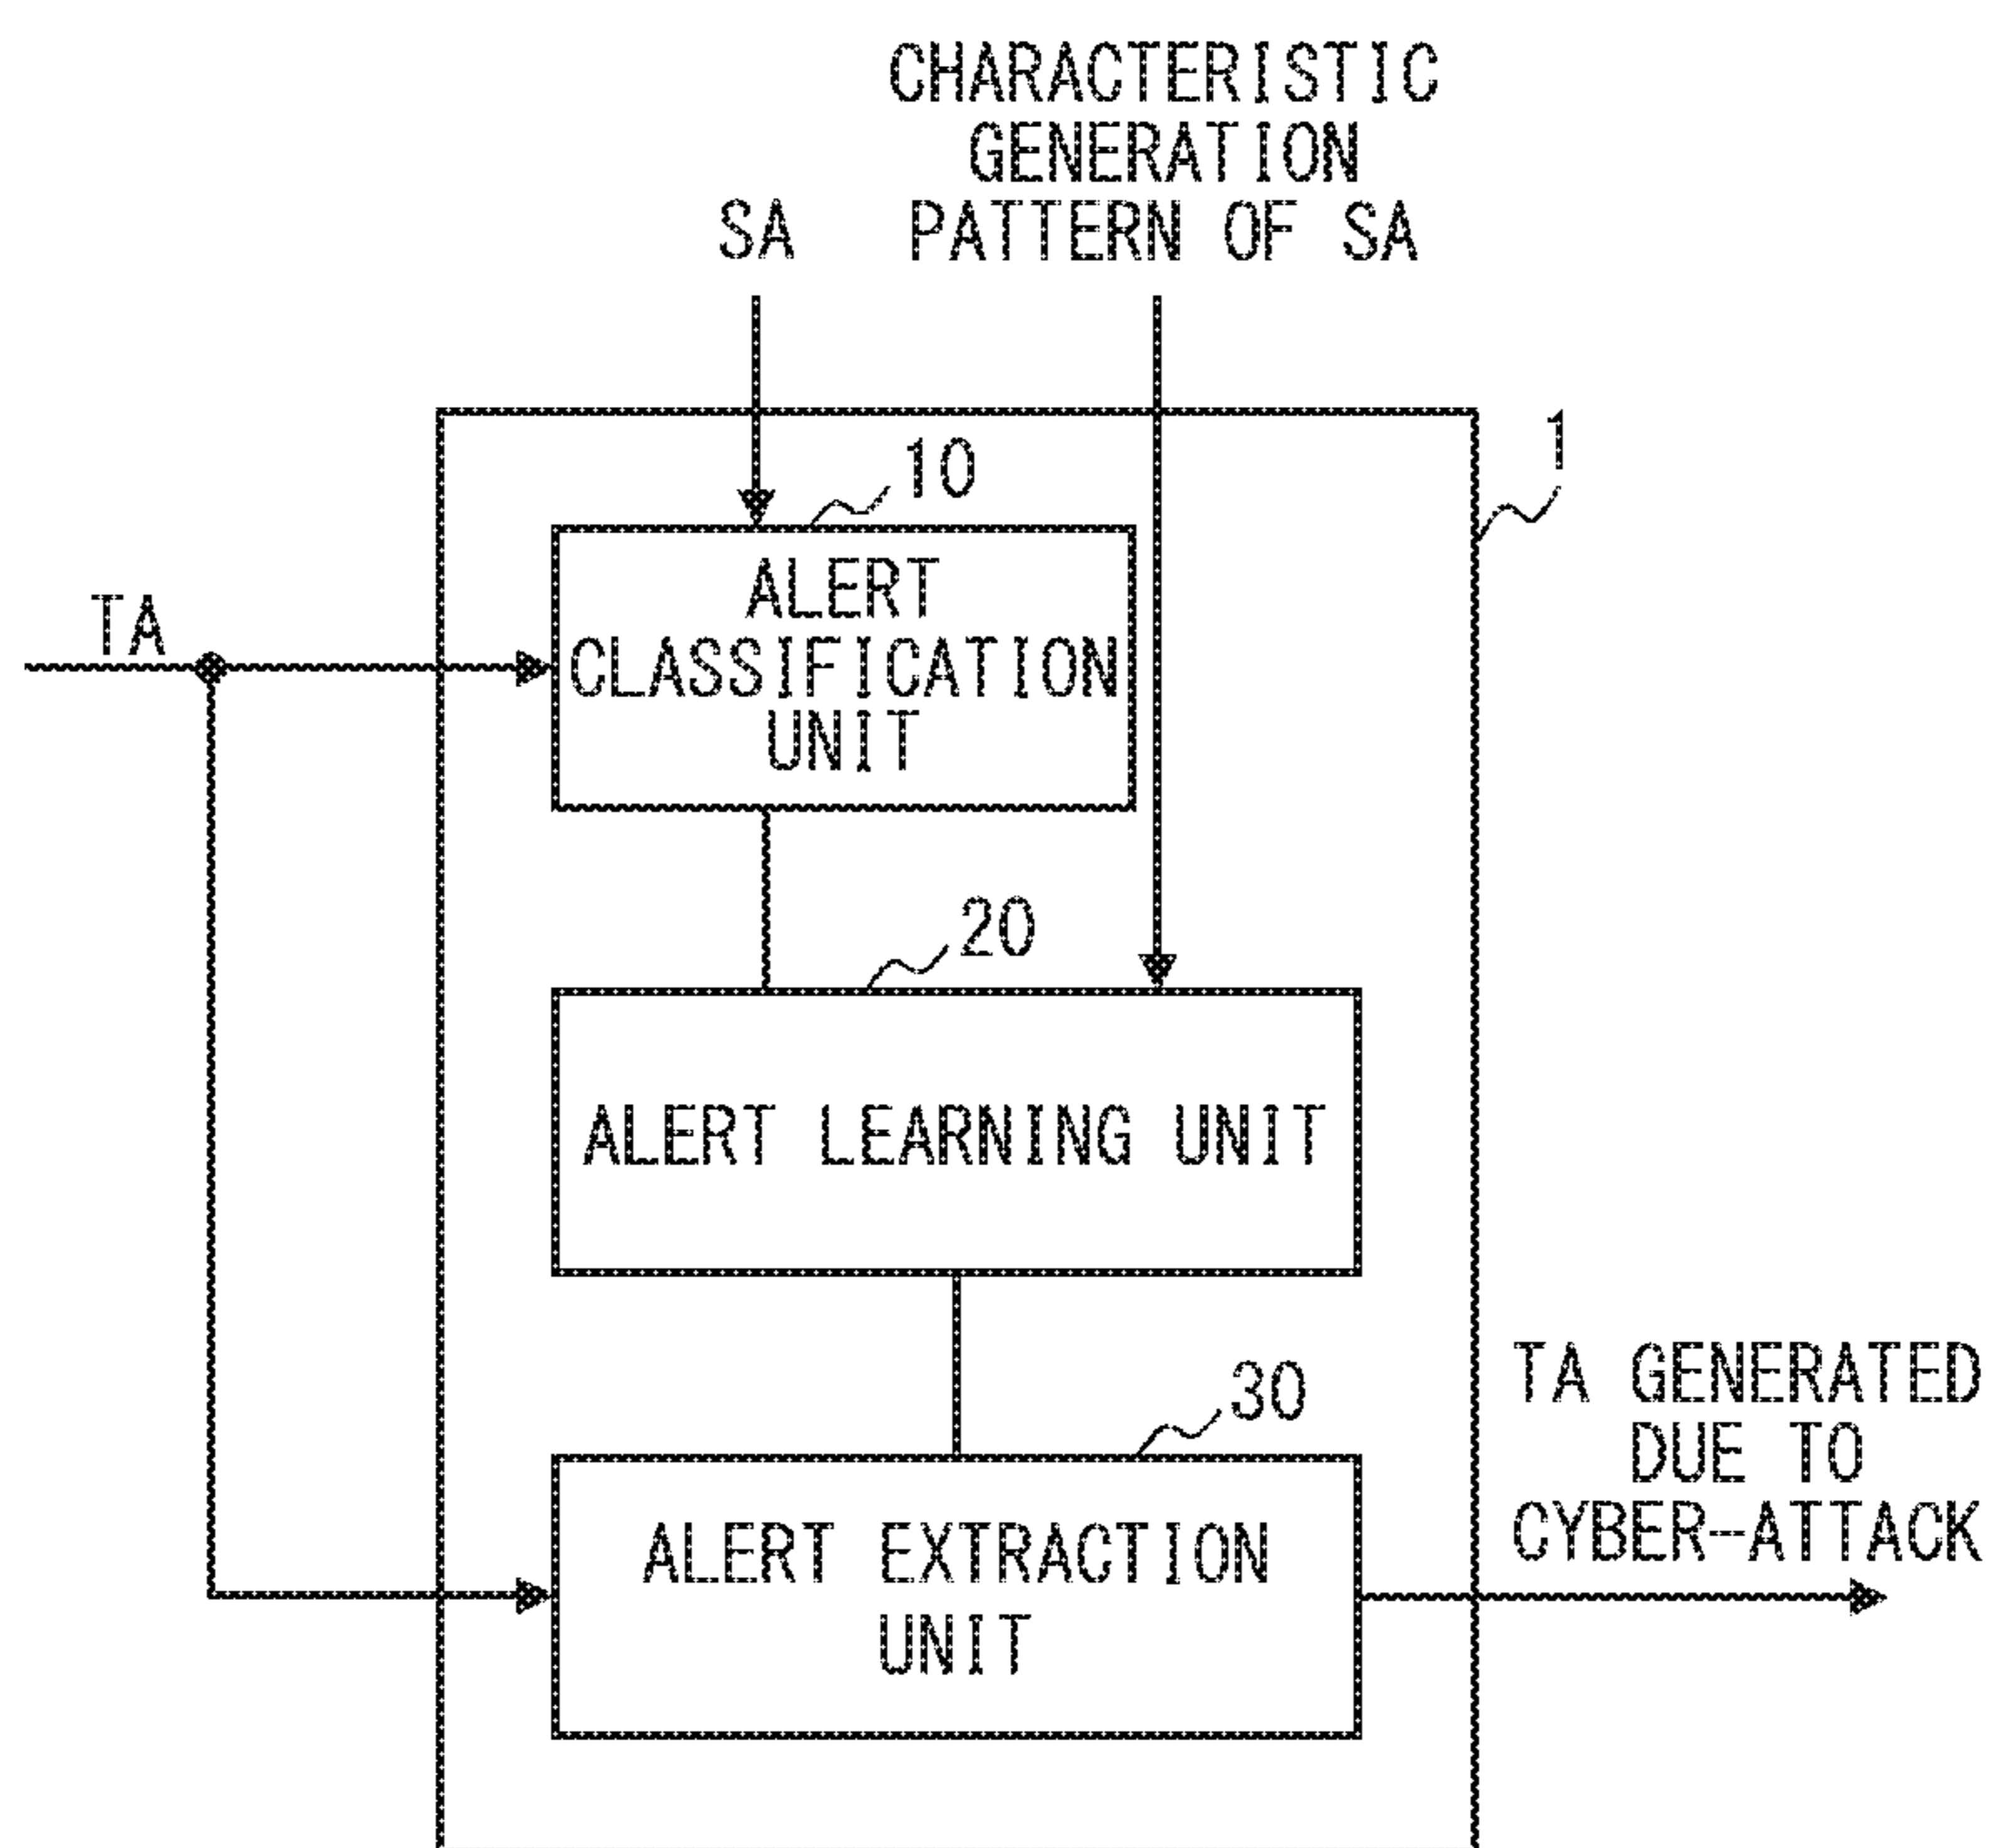 CHARACTERISTIC
GENERATION
SA PATTERN OF SA
1
10
ALERT
CLASSIFICATION
UNIT
TA
20
ALERT LEARNING UNIT
30
TA GENERATED
DUE TO
CYBER-ATTACK
ALERT EXTRACTION
UNIT